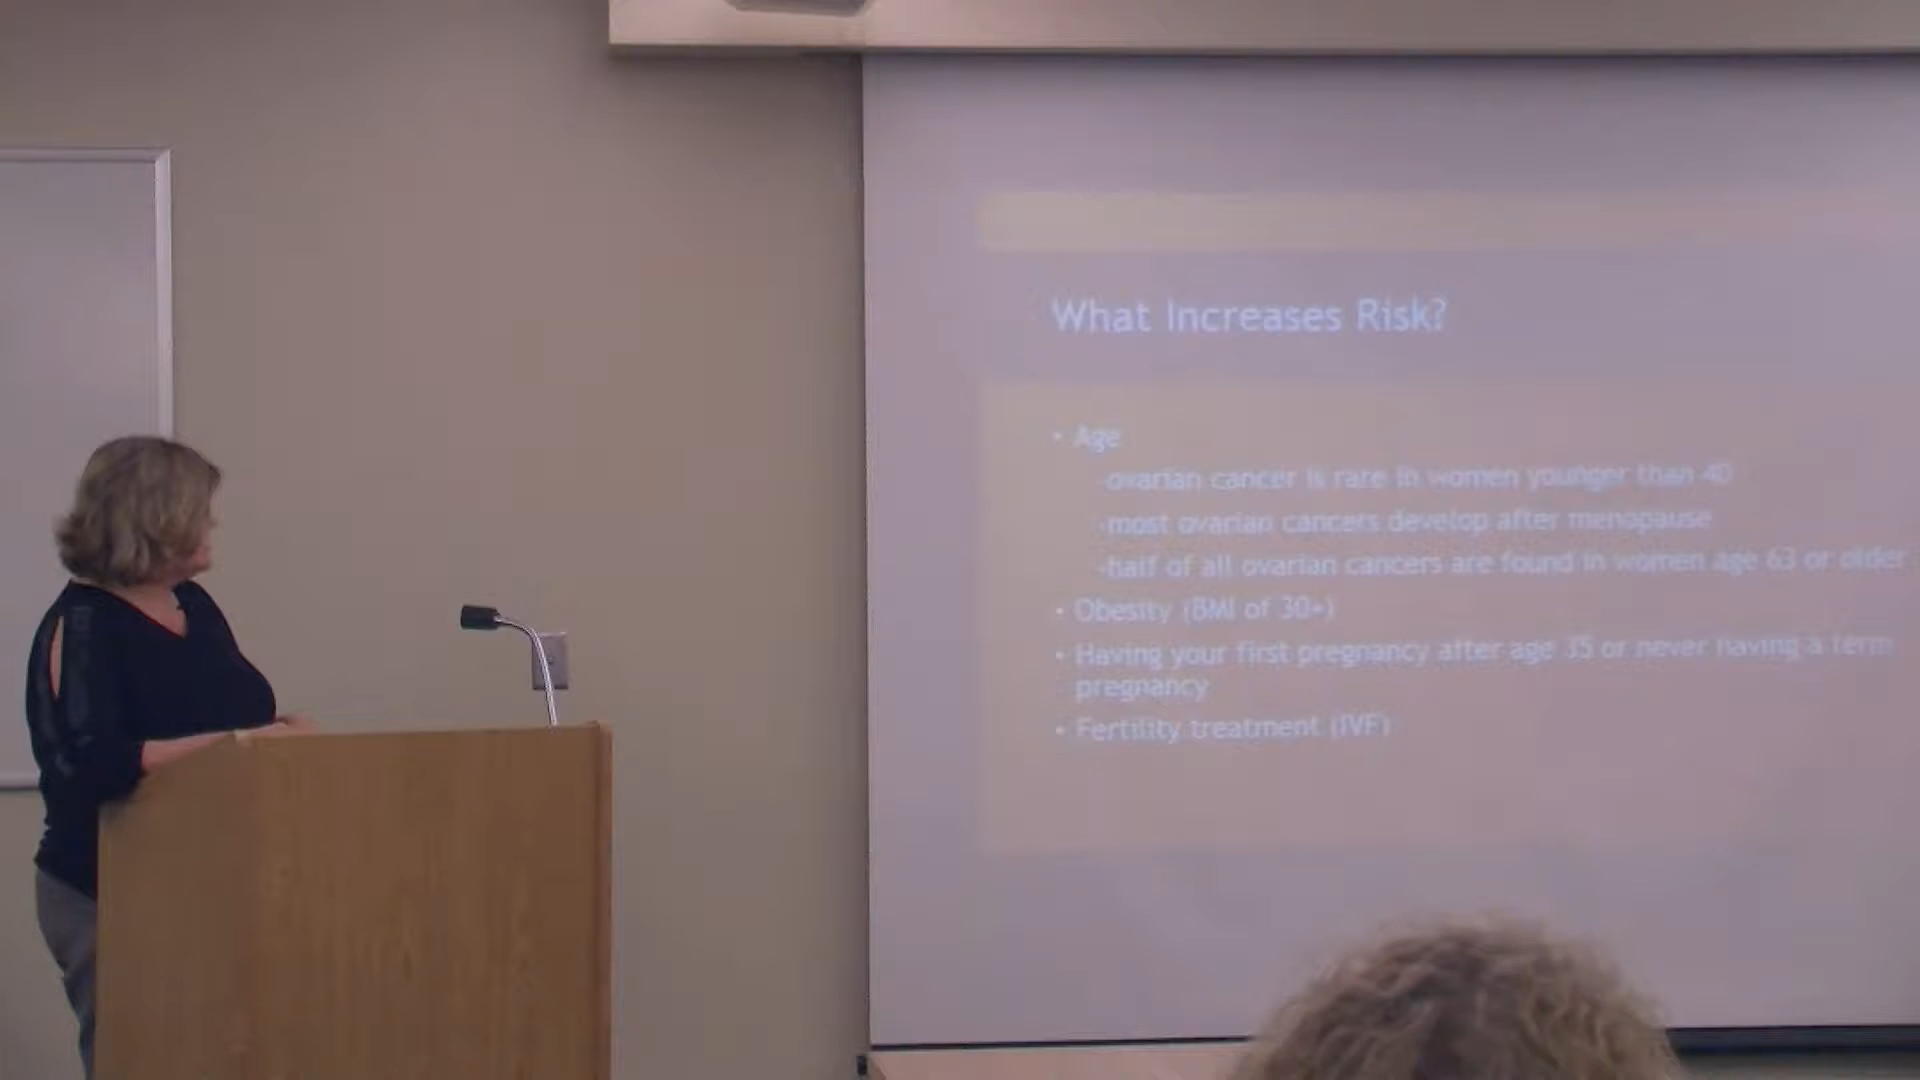 What Increases Risk?
• Age
-ovarian cancer is rare in women younger than 40
-most ovarian cancers develop after menopause
-half of all ovarian cancers are found in women age 63 or older
• Obesity (BMI of 30+)
• Having your first pregnancy after age 35 or never having a term
pregnancy
• Fertility treatment (IVF)